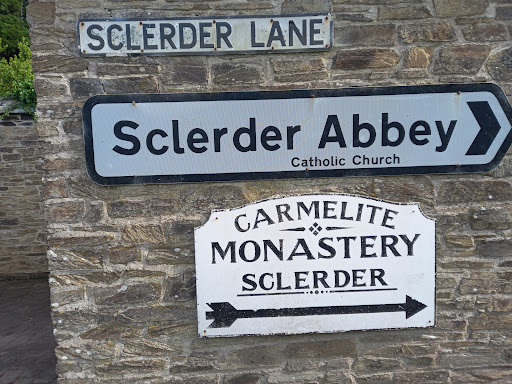 SCLERDER LANE
Sclerder Abbey
Catholic Church
CARMELITE
MONASTERY
SCLERDER